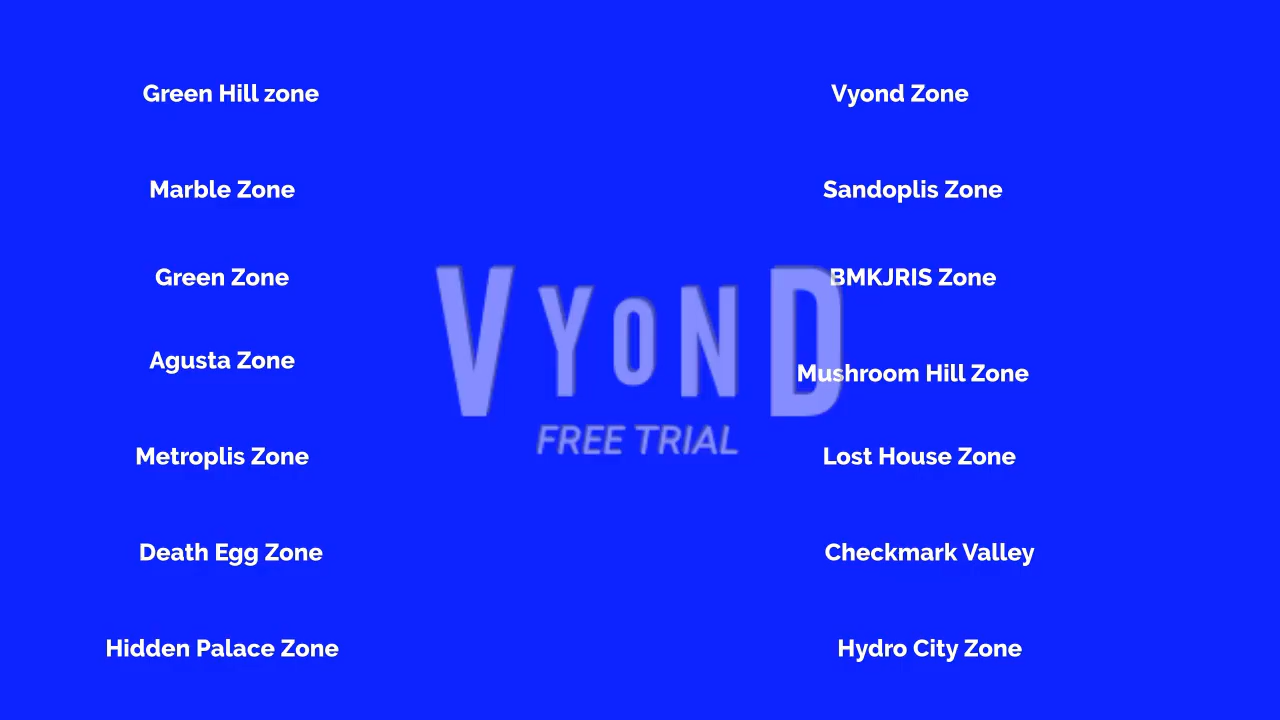 Green Hill zone
Marble Zone
Green Zone
Agusta Zone
Metroplis Zone
Death Egg Zone
Hidden Palace Zone
VYOND
FREE TRIAL
Vyond Zone
Sandoplis Zone
BMKJRIS Zone
Mushroom Hill Zone
Lost House Zone
Checkmark Valley
Hydro City Zone